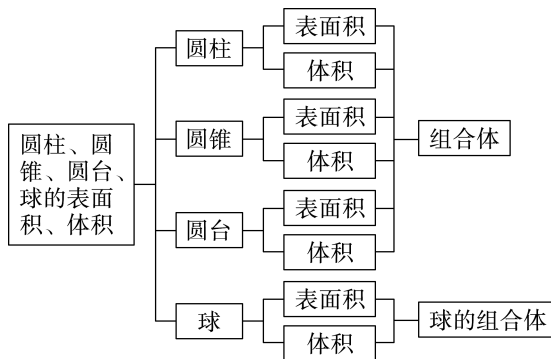 圆柱、圆
锥、圆台、
球的表面
积、体积
圆柱
表面积
体积
圆锥
表面积
体积
圆台
表面积
体积
球
表面积
体积
组合体
球的组合体